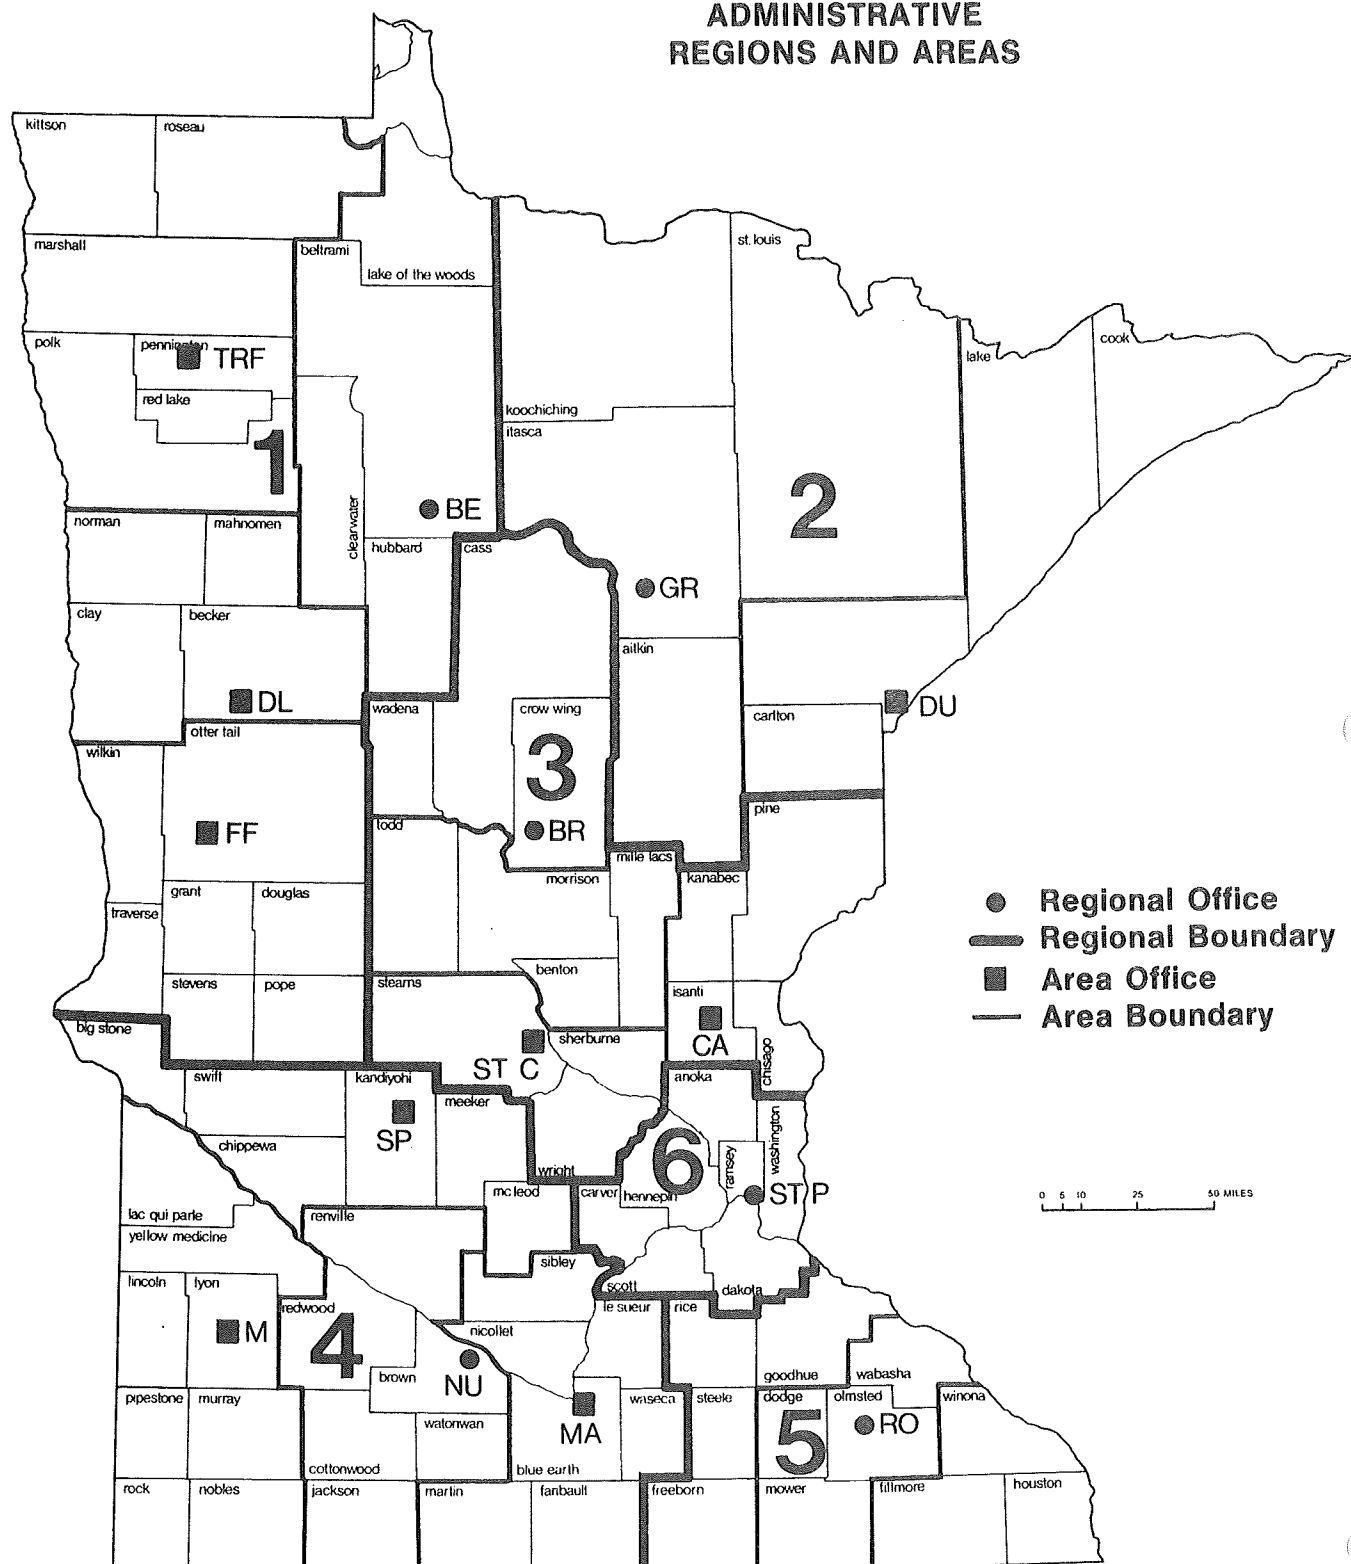 ADMINISTRATIVE
REGIONS AND AREAS
kittson
roseau
marshall
beltrami
lake of the woods
st. louis
polk
pennington
TRF
lake
cook
red lake
koochiching
itasca
1
2
clearwater
BE
norman
mahnomen
hubbard
cass
GR
clay
becker
aitkin
DL
wadena
crow wing
carlton
DU
otter tail
wilkin
3
pine
FF
todd
BR
mille lacs
kanabec
morrison
grant
douglas
traverse
Regional Office
Regional Boundary
Area Office
Area Boundary
benton
stevens
pope
stearns
isanti
big stone
sherburne
CA
chisago
ST C
swift
kandiyohi
anoka
meeker
SP
washington
chippewa
6
ramsey
wright
mc leod
carver
hennepin
ST P
0 5 10 25 50 MILES
lac qui parle
renville
yellow medicine
sibley
lincoln
lyon
scott
dakota
redwood
le sueur
rice
M
4
nicollet
NU
brown
goodhue
wabasha
pipestone
murray
MA
waseca
steele
dodge
olmsted
winona
watonwan
5
RO
cottonwood
blue earth
rock
nobles
jackson
martin
faribault
freeborn
mower
fillmore
houston